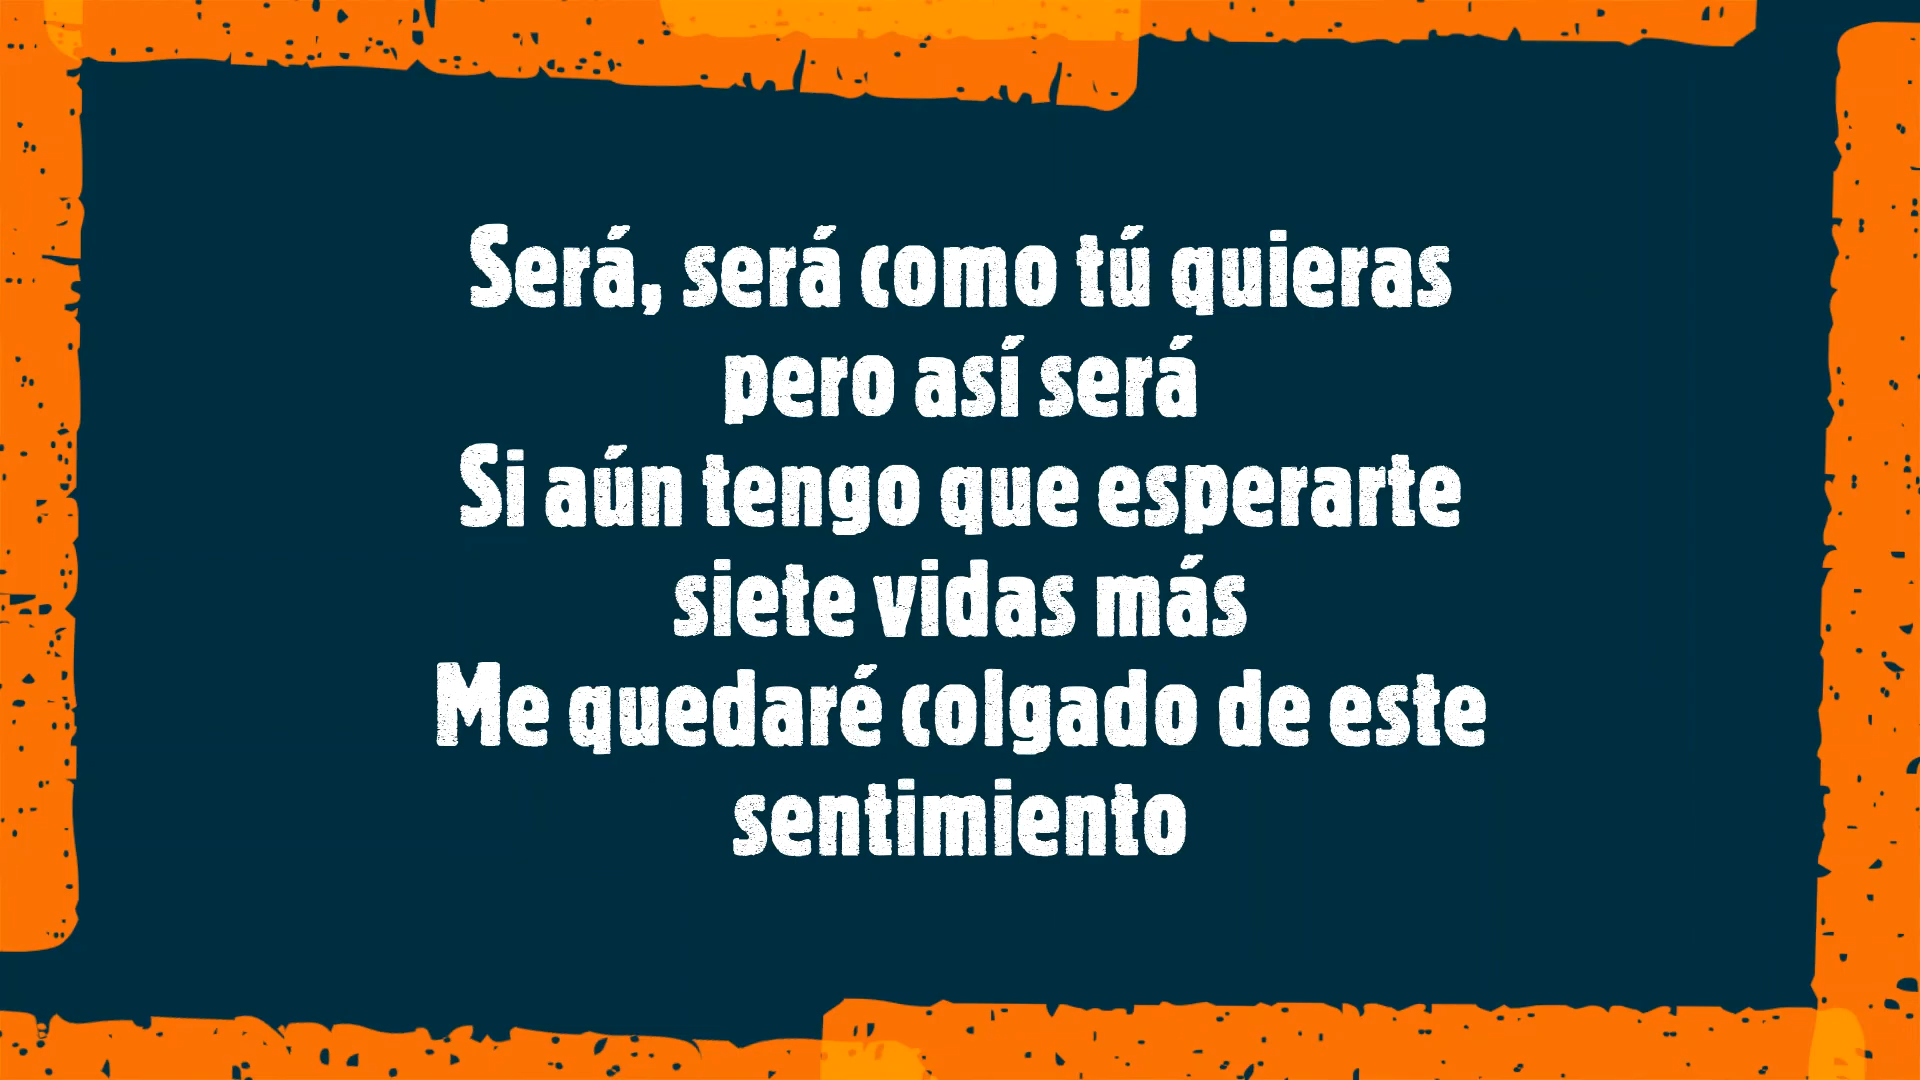 Será, será como tú quieras
pero así será
Si aún tengo que esperarte
siete vidas más
Me quedaré colgado de este
sentimiento